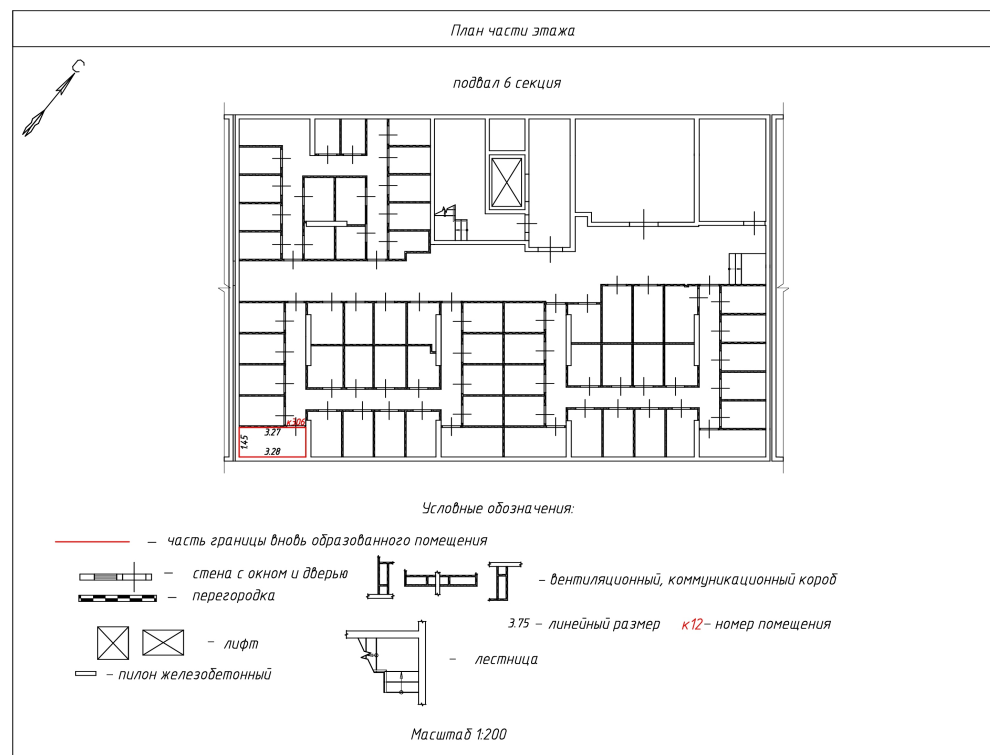 План части этажа
С
подвал 6 секция
к306
3.27
1.45
3.28
Условные обозначения:
– часть границы вновь образованного помещения
– стена с окном и дверью
– перегородка
– вентиляционный, коммуникационный короб
3.75 – линейный размер к12 – номер помещения
– лифт
– лестница
– пилон железобетонный
Масштаб 1:200